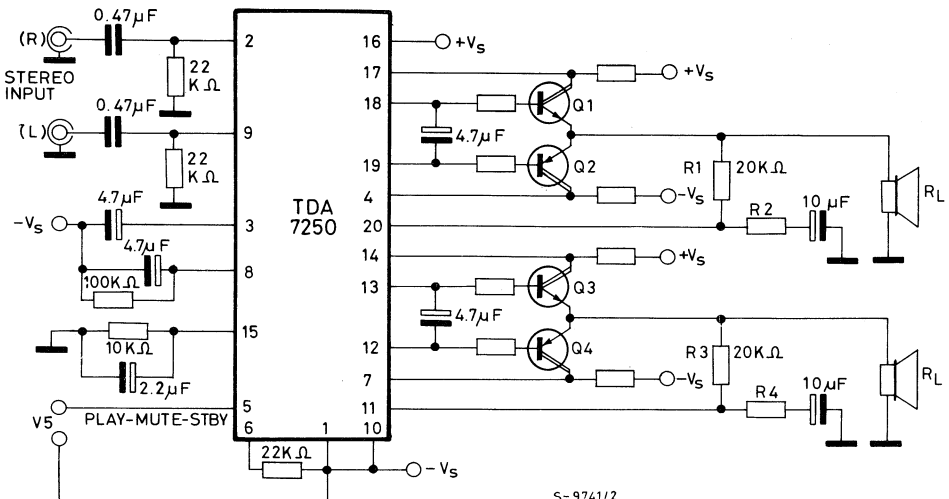 (R)
0.47µF
STEREO
INPUT
22
KΩ
0.47µF
(L)
22
KΩ
4.7µF
-Vs
4.7µF
100KΩ
10KΩ
2.2µF
V5
PLAY-MUTE-STBY
22KΩ
2
9
3
8
15
5
6
1
10
TDA
7250
16
17
18
19
4
20
14
13
12
7
11
+Vs
+Vs
Q1
4.7µF
Q2
-Vs
R1
20KΩ
R2
10 µF
RL
+Vs
Q3
4.7µF
Q4
-Vs
R3
20KΩ
R4
10µF
RL
-Vs
S-9741/2